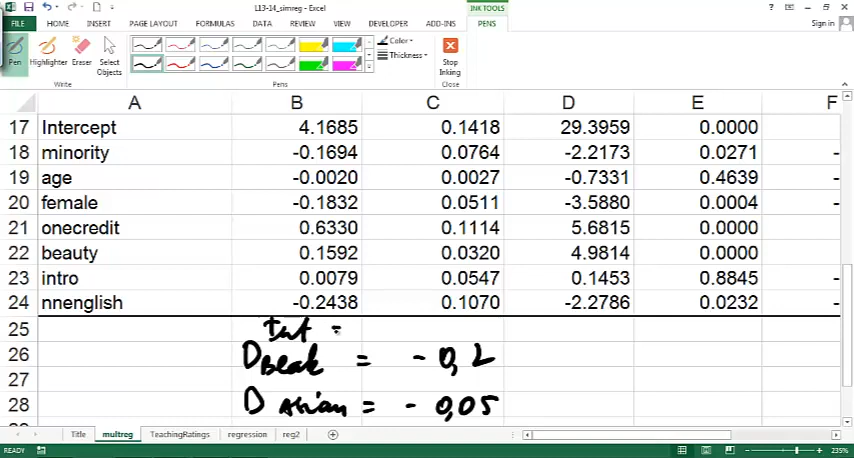 L13-14_simreg - Excel
INK TOOLS
FILE HOME INSERT PAGE LAYOUT FORMULAS DATA REVIEW VIEW DEVELOPER ADD-INS PENS
Sign in
Pen Highlighter Eraser Select Objects
Color
Thickness
Stop Inking
Write Pens Close
A B C D E F
17 Intercept 4.1685 0.1418 29.3959 0.0000
18 minority -0.1694 0.0764 -2.2173 0.0271 -
19 age -0.0020 0.0027 -0.7331 0.4639 -
20 female -0.1832 0.0511 -3.5880 0.0004 -
21 onecredit 0.6330 0.1114 5.6815 0.0000
22 beauty 0.1592 0.0320 4.9814 0.0000
23 intro 0.0079 0.0547 0.1453 0.8845 -
24 nnenglish -0.2438 0.1070 -2.2786 0.0232 -
25 Int =
26 D Black = - 0,2
27
28 D Asian = - 0,05
Title multreg TeachingRatings regression reg2
READY 235%